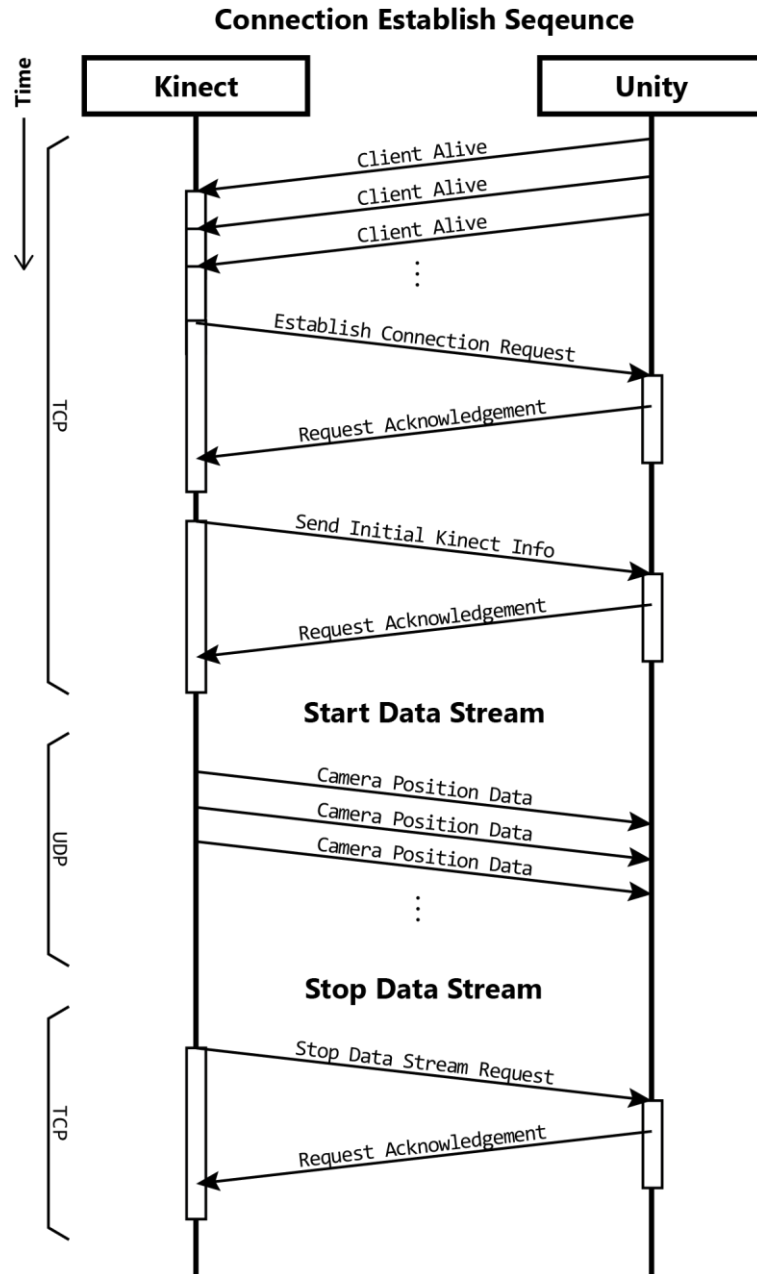 Connection Establish Seqeunce
Time
Kinect
Unity
Client Alive
Client Alive
Client Alive
⋮
Establish Connection Request
TCP
Request Acknowledgement
Send Initial Kinect Info
Request Acknowledgement
Start Data Stream
Camera Position Data
Camera Position Data
UDP
Camera Position Data
⋮
Stop Data Stream
Stop Data Stream Request
TCP
Request Acknowledgement